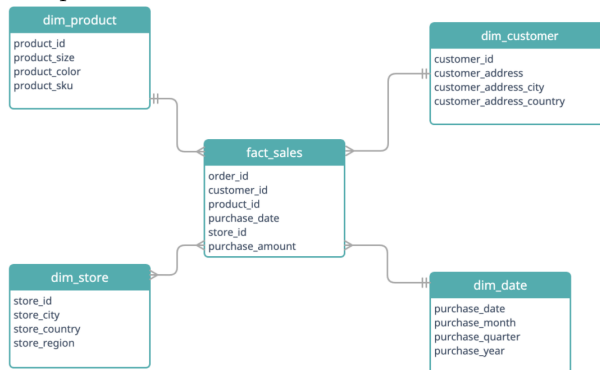 dim_product
product_id
product_size
product_color
product_sku
dim_customer
customer_id
customer_address
customer_address_city
customer_address_country
fact_sales
order_id
customer_id
product_id
purchase_date
store_id
purchase_amount
dim_store
store_id
store_city
store_country
store_region
dim_date
purchase_date
purchase_month
purchase_quarter
purchase_year